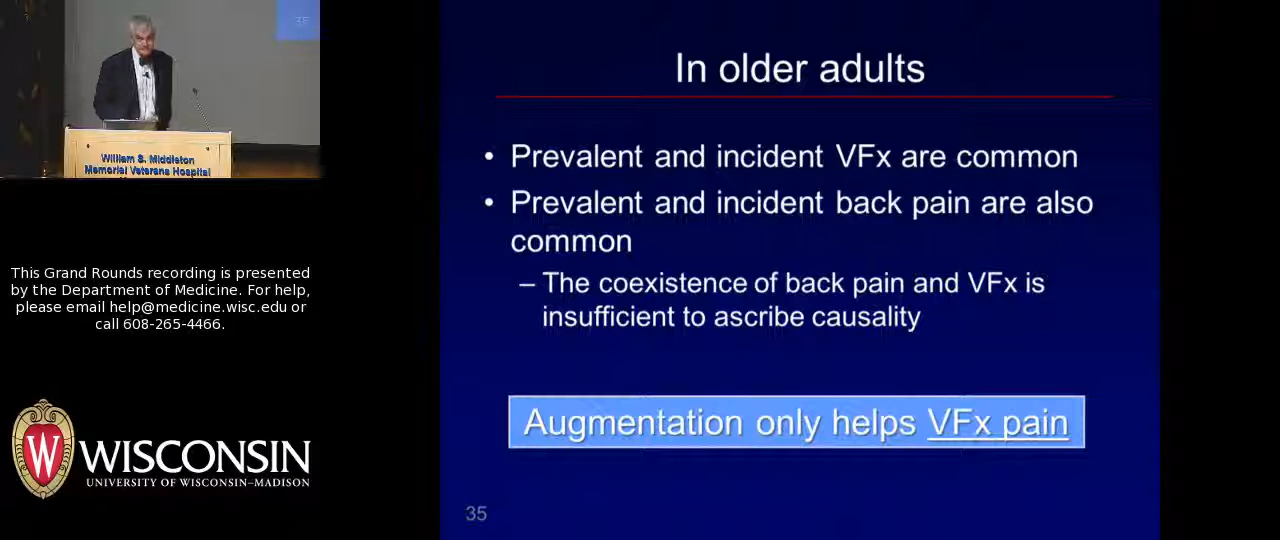 35
William S. Middleton
Memorial Veterans Hospital
This Grand Rounds recording is presented
by the Department of Medicine. For help,
please email help@medicine.wisc.edu or
call 608-265-4466.
W
WISCONSIN
UNIVERSITY OF WISCONSIN–MADISON
In older adults
• Prevalent and incident VFx are common
• Prevalent and incident back pain are also
common
– The coexistence of back pain and VFx is
insufficient to ascribe causality
Augmentation only helps VFx pain
35